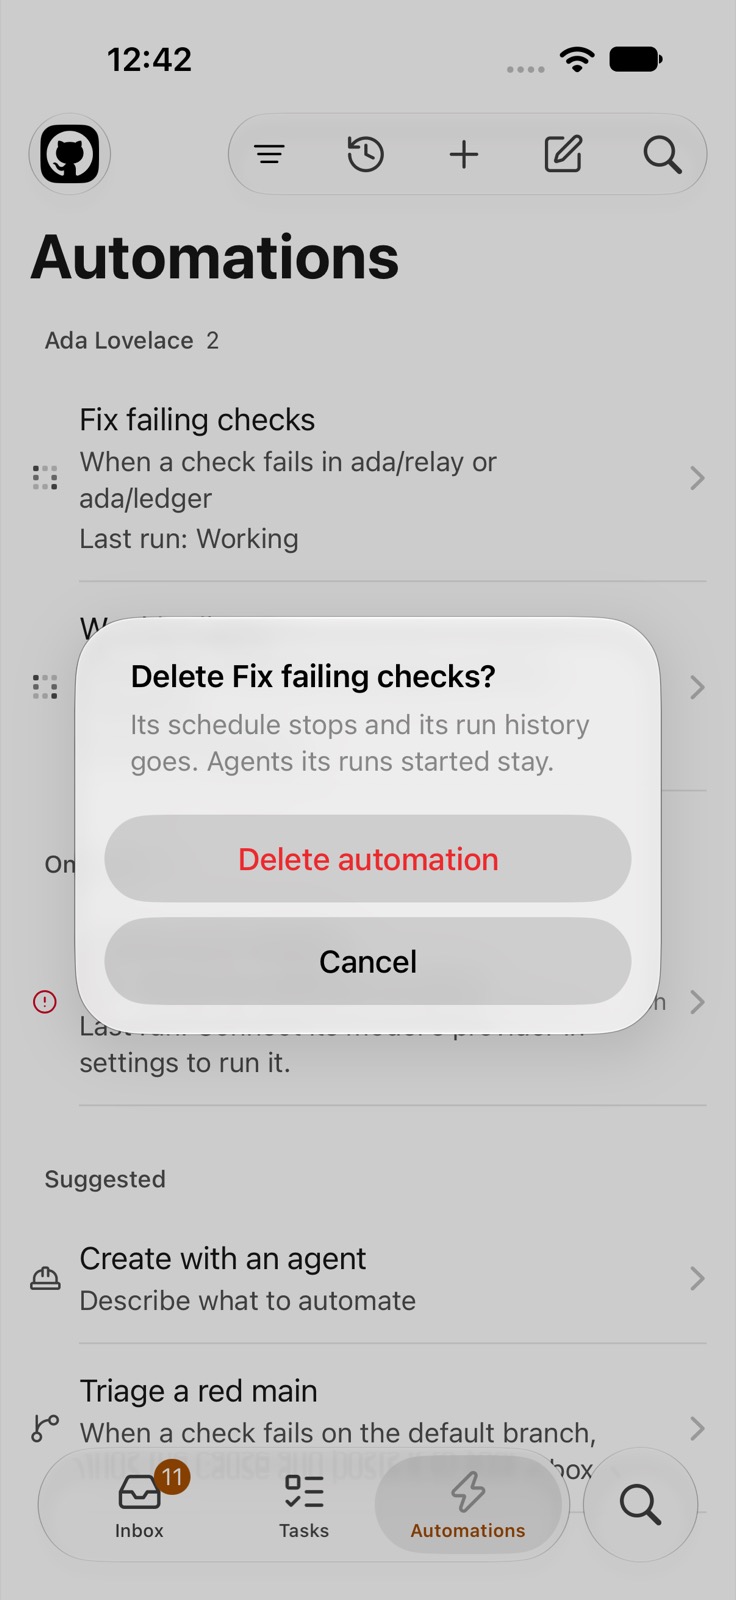 12:42
Automations
Ada Lovelace 2
Fix failing checks
When a check fails in ada/relay or
ada/ledger
Last run: Working
Delete Fix failing checks?
Its schedule stops and its run history
goes. Agents its runs started stay.
Delete automation
Cancel
settings to run it.
Suggested
Create with an agent
Describe what to automate
Triage a red main
When a check fails on the default branch,
11
Inbox
Tasks
Automations